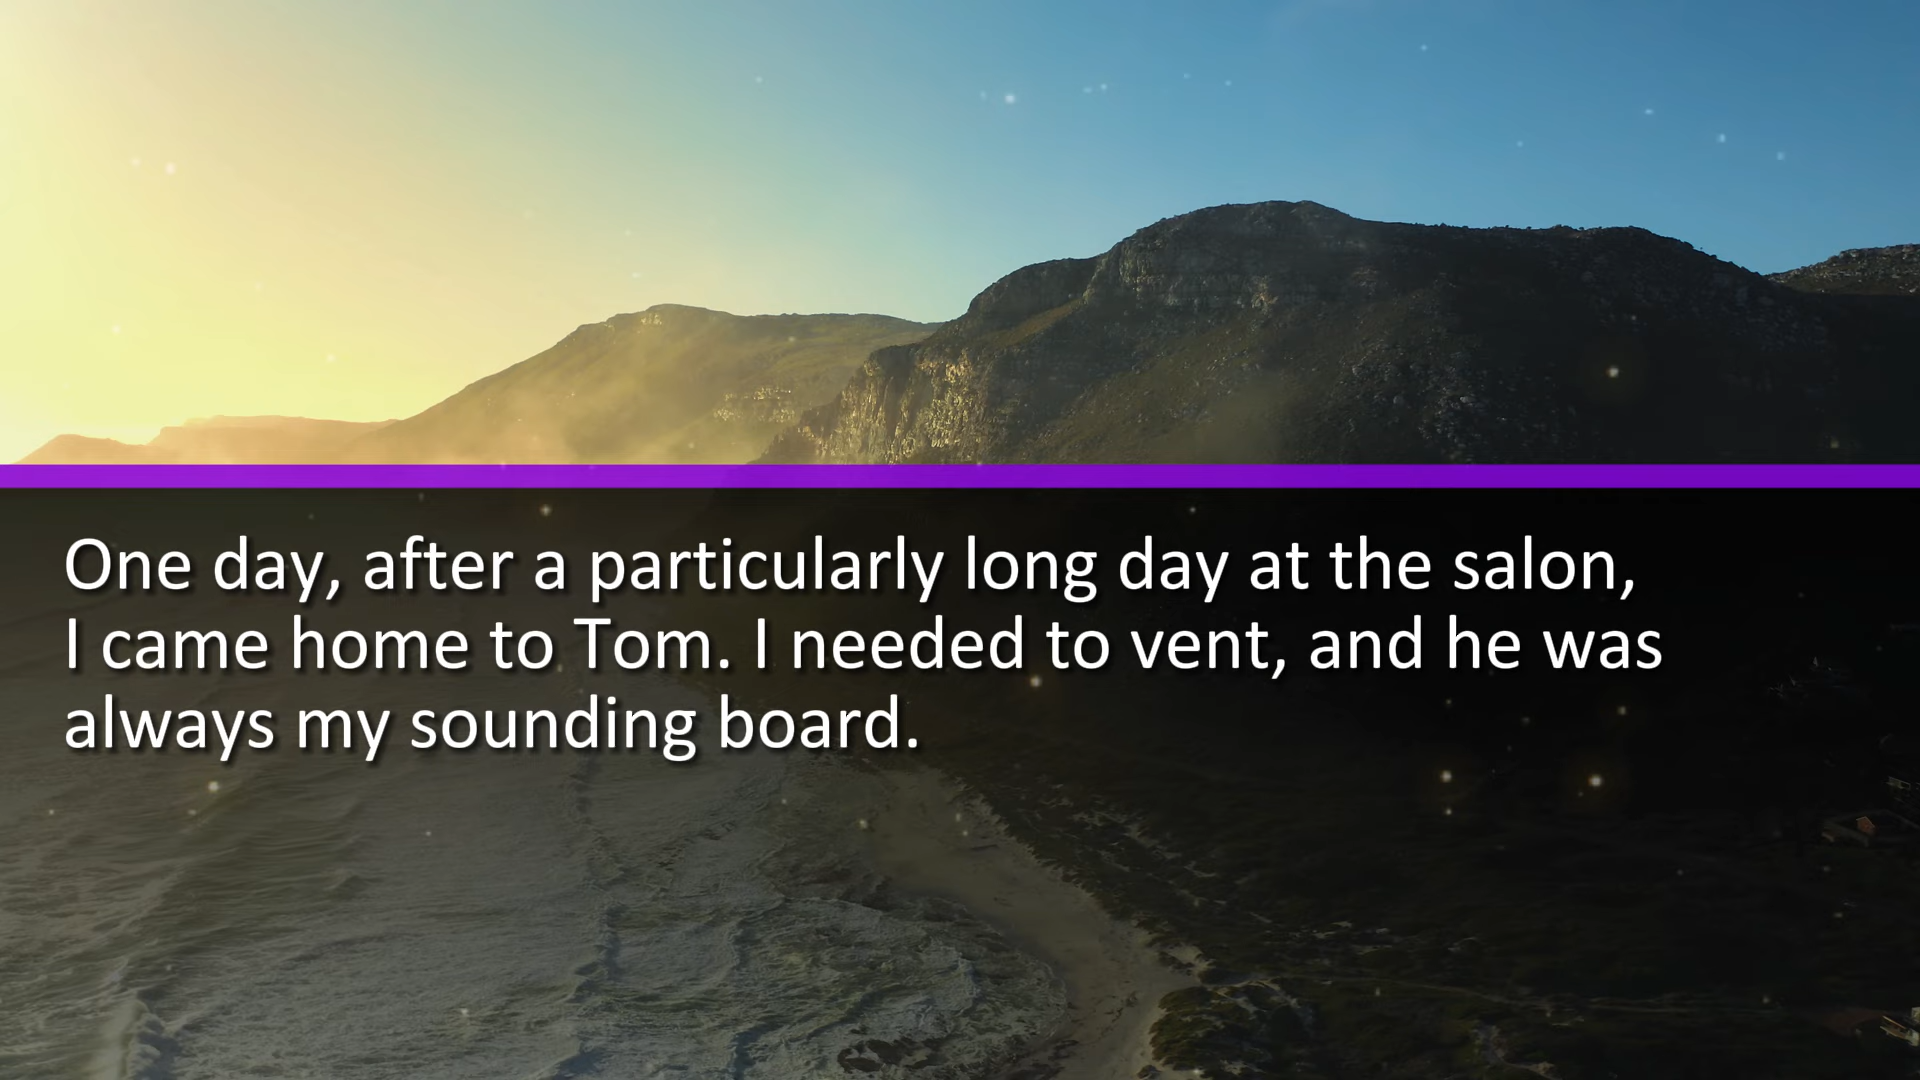 One day, after a particularly long day at the salon,
I came home to Tom. I needed to vent, and he was
always my sounding board.